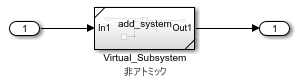 1
In1
add_system
Out1
1
Virtual_Subsystem
非アトミック